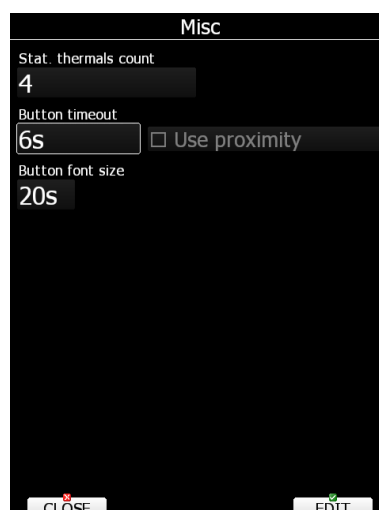 Misc
Stat. thermals count
4
Button timeout
6s
Use proximity
Button font size
20s
CLOSE
EDIT